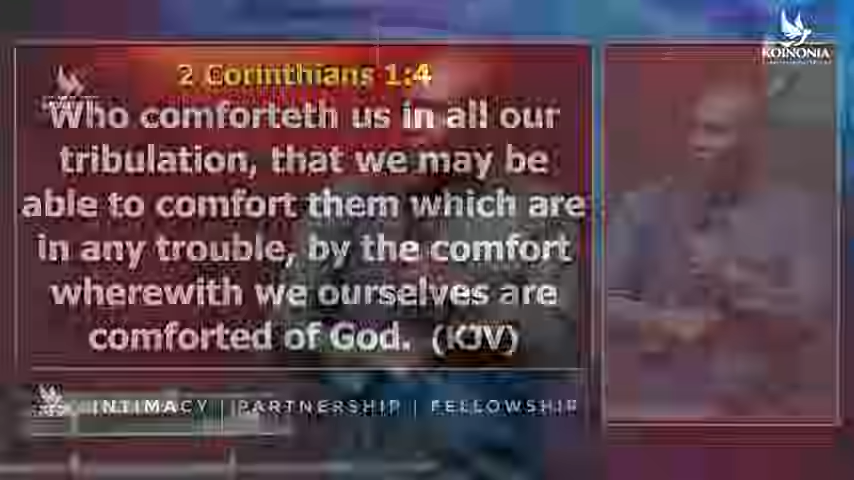 KOINONIA
2 Corinthians 1:4
Who comforteth us in all our
tribulation, that we may be
able to comfort them which are
in any trouble, by the comfort
wherewith we ourselves are
comforted of God. (KJV)
INTIMACY | PARTNERSHIP | FELLOWSHIP